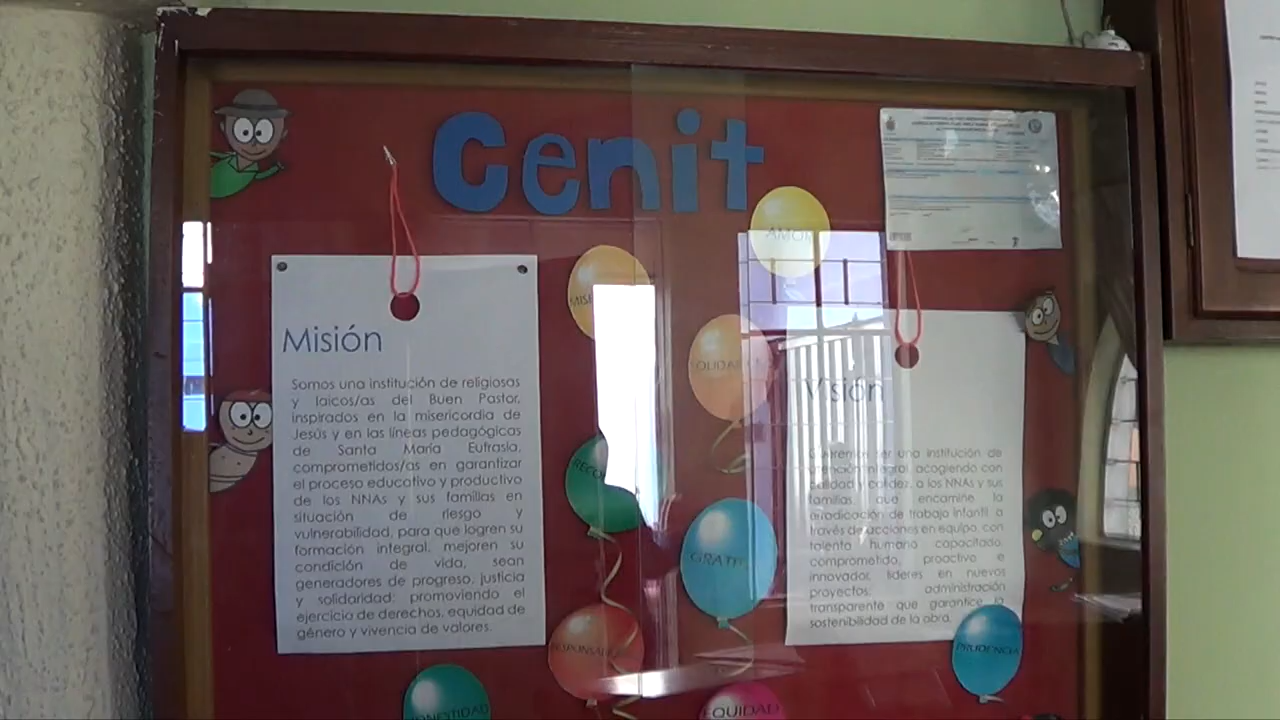 Cenit
Misión
Somos una institución de religiosas
y laicos/as del Buen Pastor,
inspirados en la misericordia de
Jesús y en las líneas pedagógicas
de Santa María Eufrasia,
comprometidos/as en garantizar
el proceso educativo y productivo
de los NNAs y sus familias en
situación de riesgo y
vulnerabilidad, para que logren su
formación integral, mejoren su
condición de vida, sean
generadores de progreso, justicia
y solidaridad; promoviendo el
ejercicio de derechos, equidad de
género y vivencia de valores.
AMOR
GRATI
HONESTIDAD
EQUIDAD
PRUDENCIA
Visión
Queremos ser una institución de
atención integral, acogiendo con
calidad y calidez, a los NNAs y sus
familias que encamine la
erradicación de trabajo infantil, a
través de acciones en equipo, con
talento humano capacitado,
comprometido, proactivo e
innovador, líderes en nuevos
proyectos; administración
transparente que garantice la
sostenibilidad de la obra.